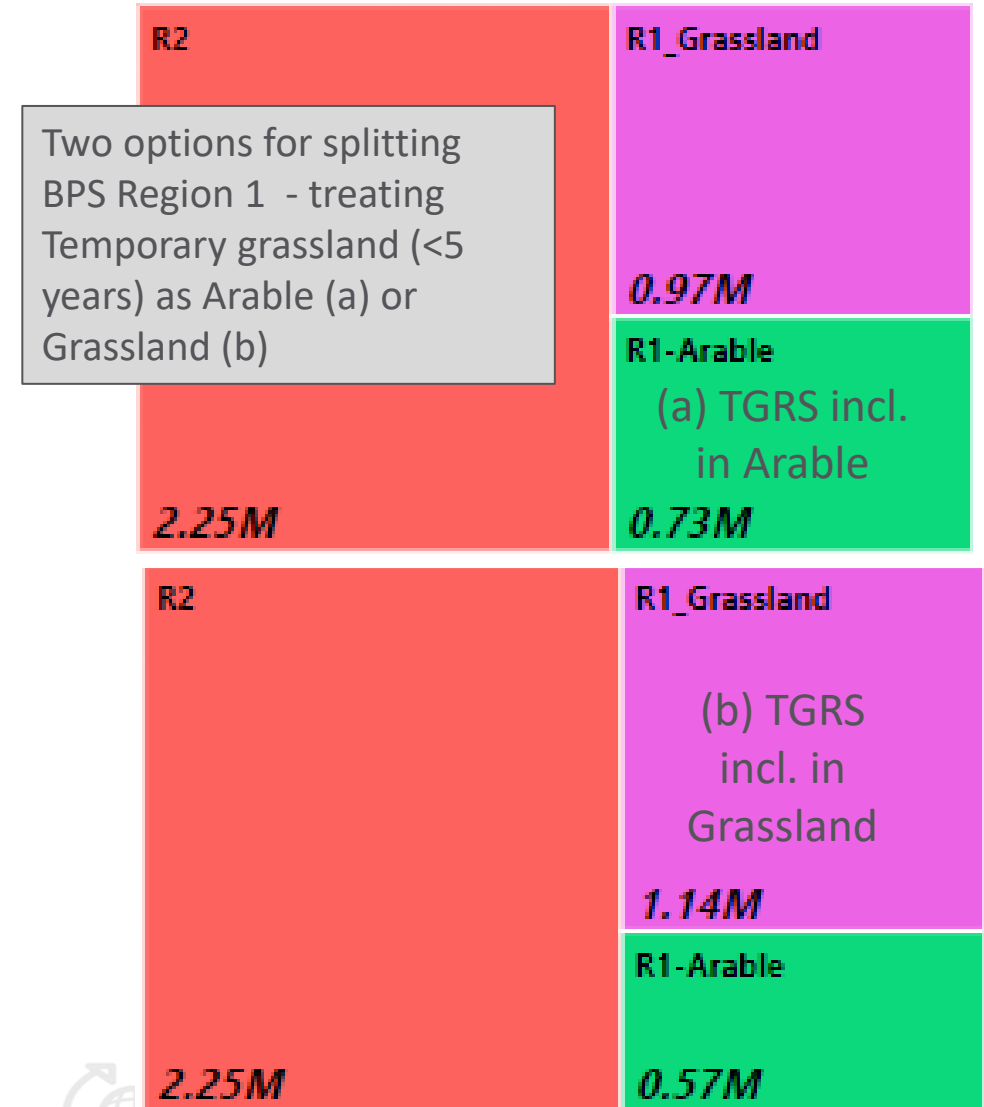 R2
Two options for splitting
BPS Region 1 - treating
Temporary grassland (<5
years) as Arable (a) or
Grassland (b)
2.25M
R1_Grassland
0.97M
R1-Arable
(a) TGRS incl.
in Arable
0.73M
R2
2.25M
R1_Grassland
(b) TGRS
incl. in
Grassland
1.14M
R1-Arable
0.57M